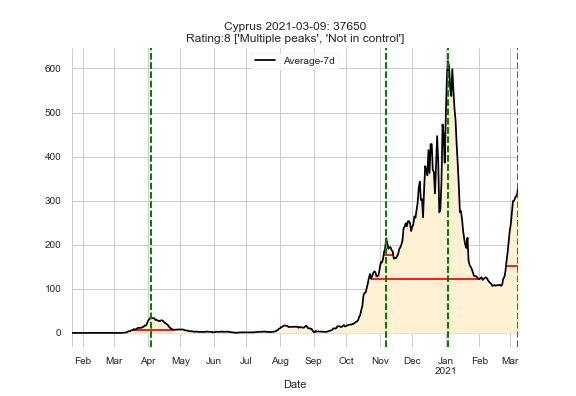 Cyprus 2021-03-09: 37650
Rating:8 ['Multiple peaks', 'Not in control']
Average-7d
600
500
400
300
200
100
0
Feb Mar Apr May Jun Jul Aug Sep Oct Nov Dec Jan Feb Mar
2021
Date